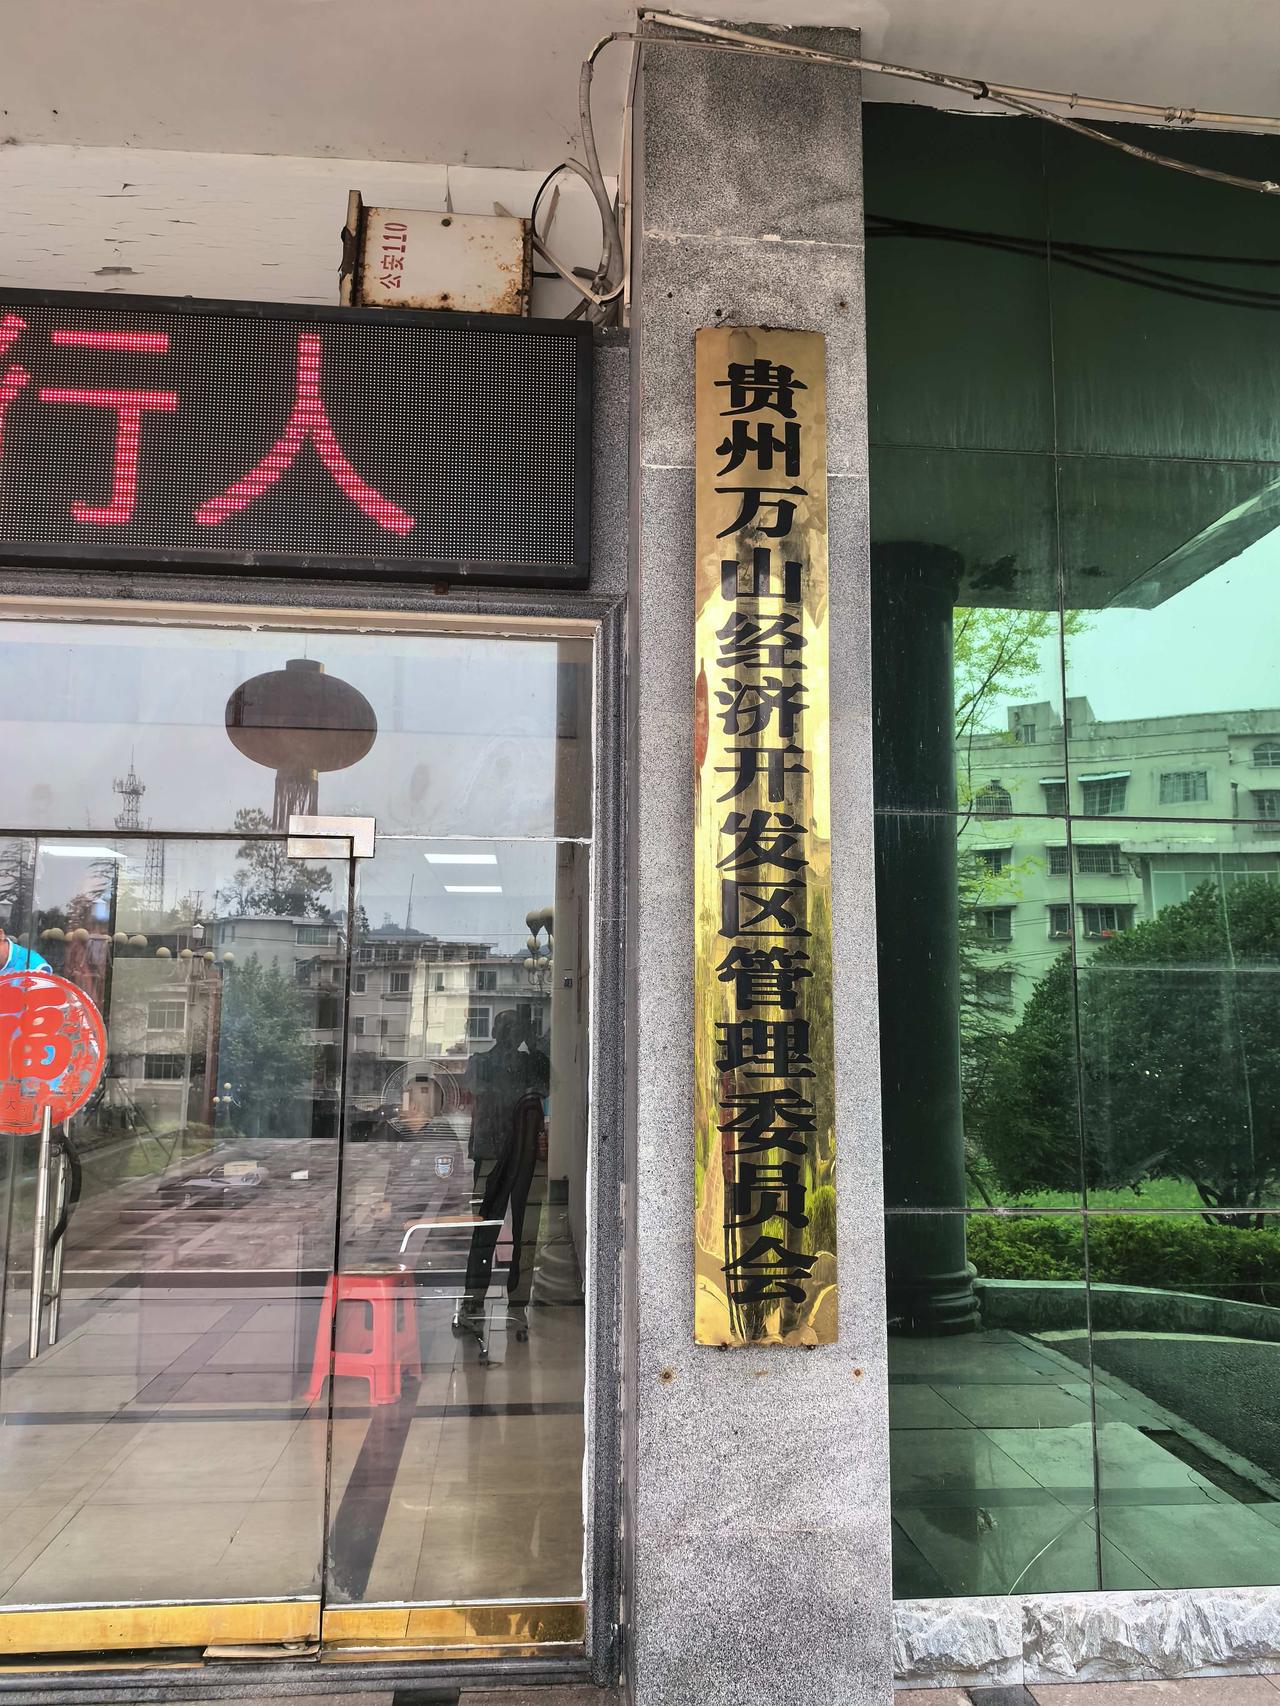 公安110
行人
贵州万山经济开发区管理委员会
福